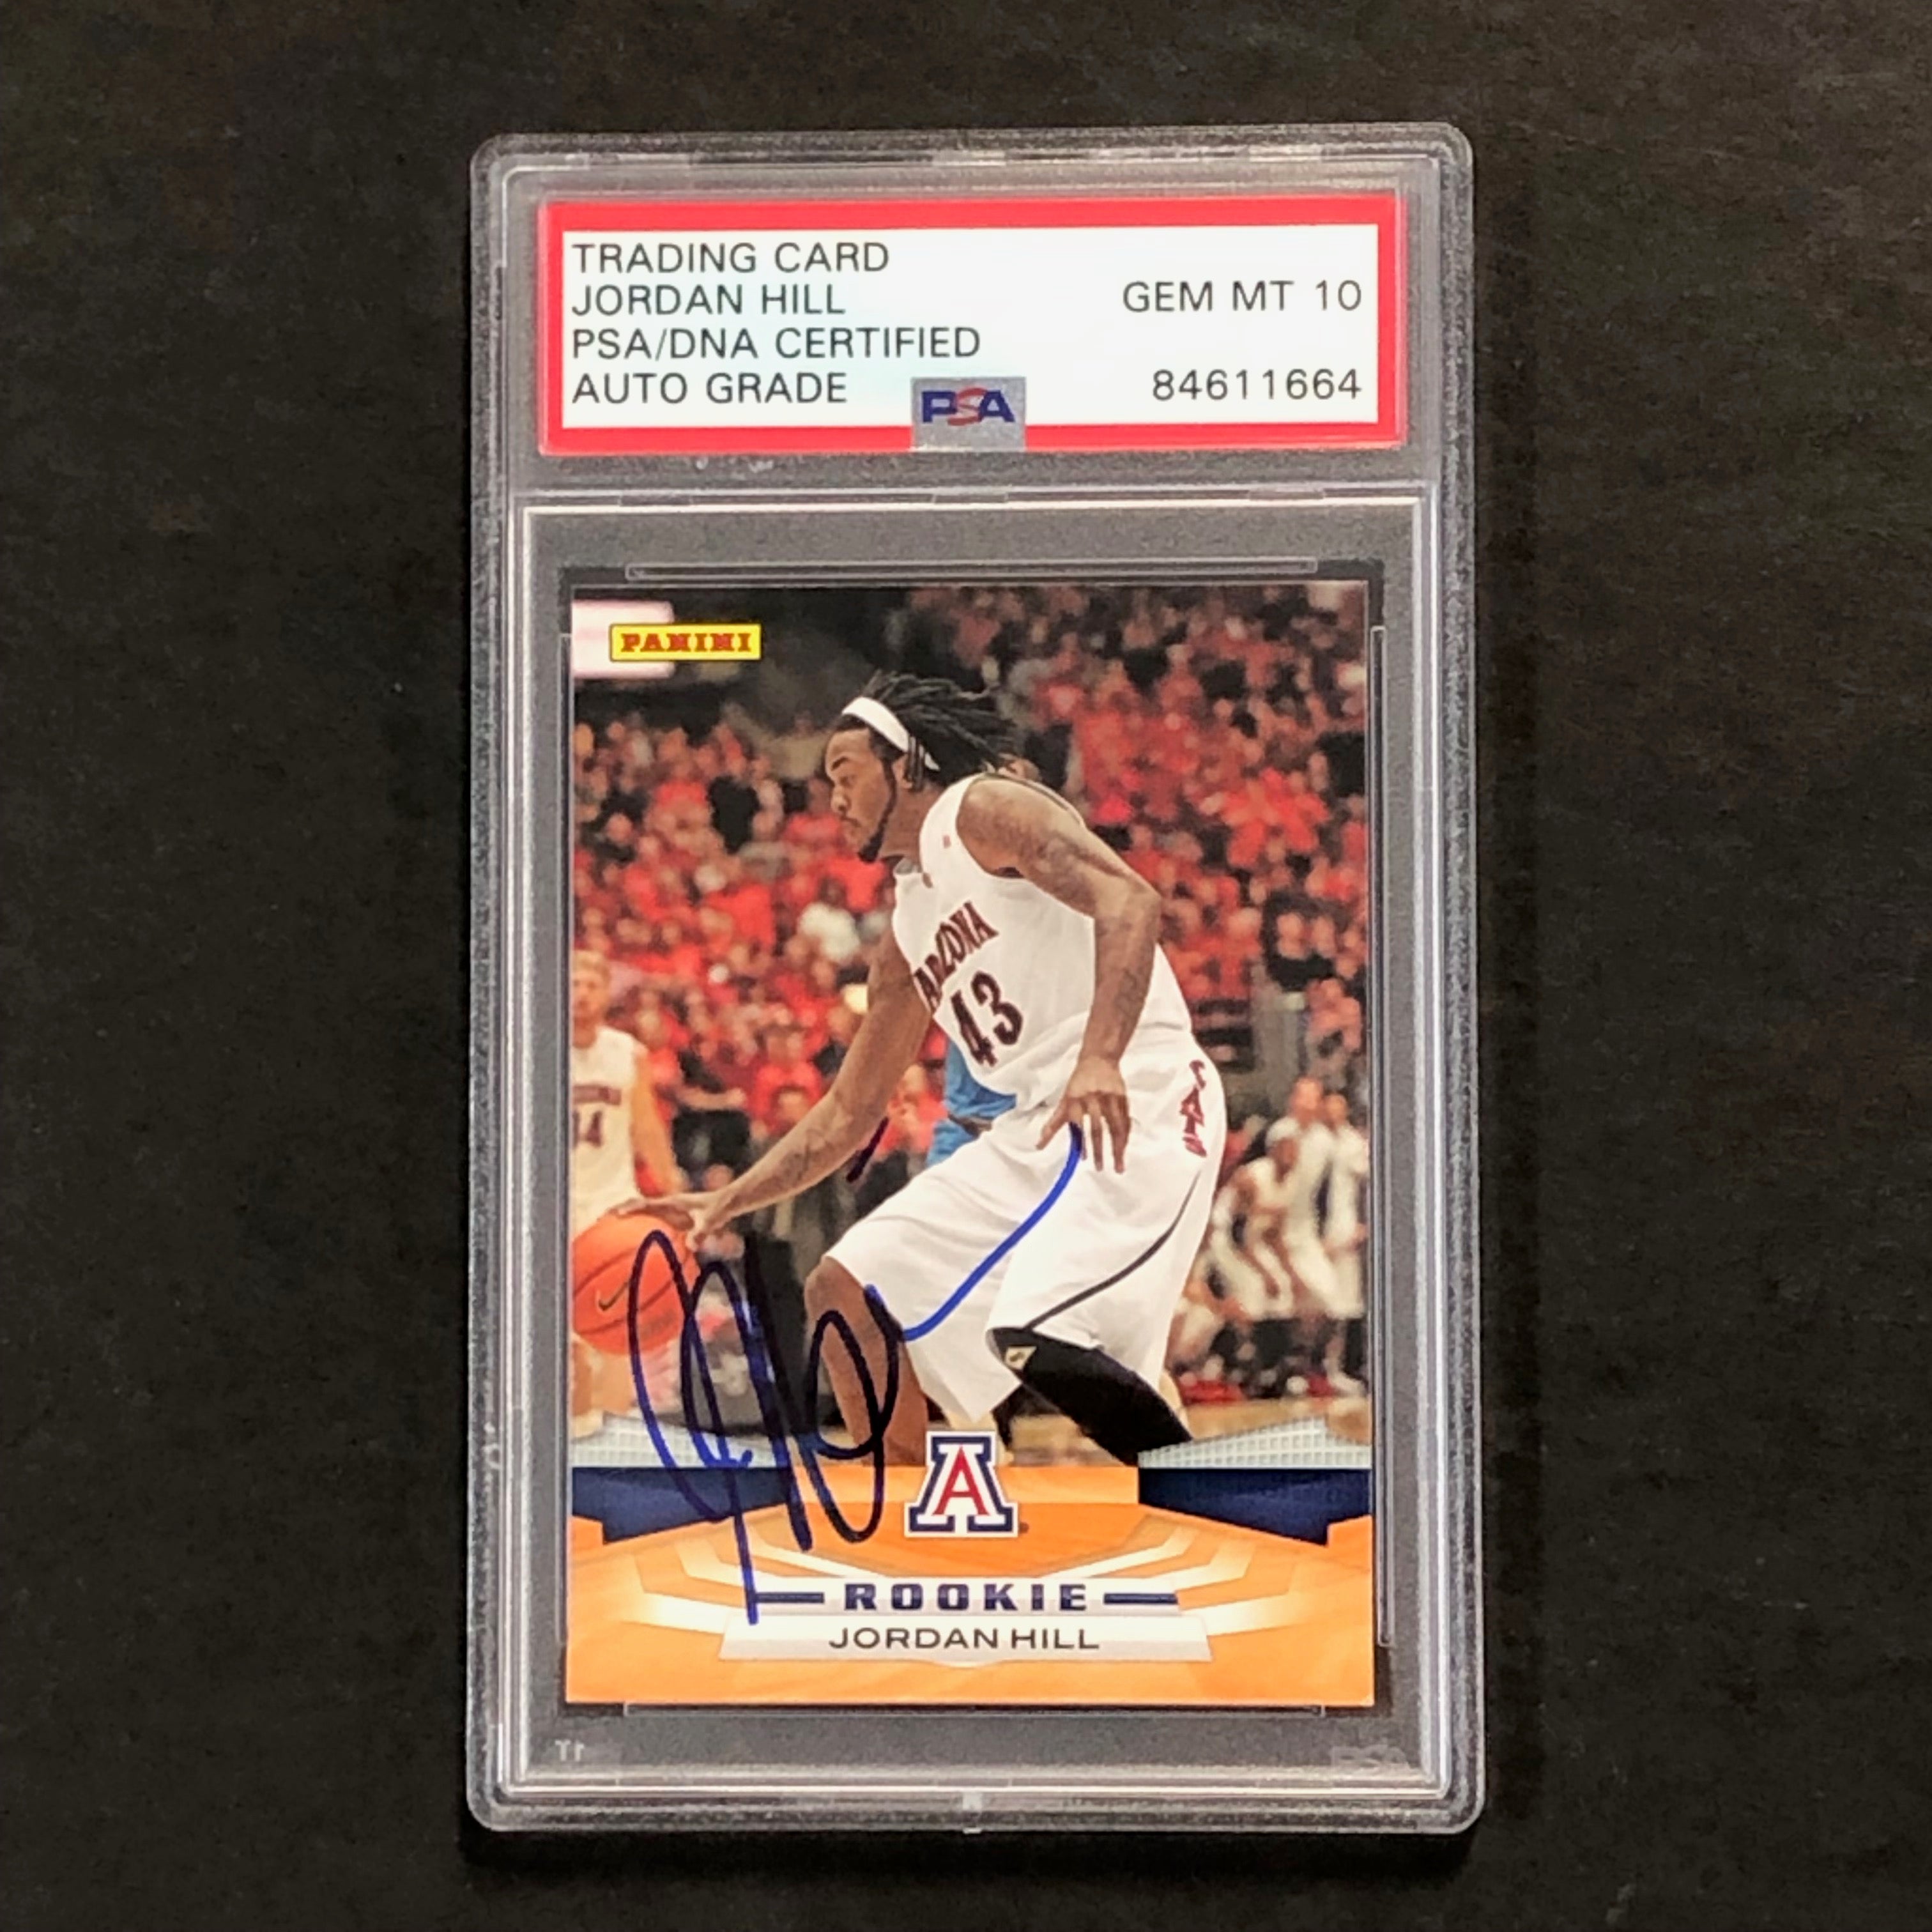 TRADING CARD
JORDAN HILL
GEM MT 10
PSA/DNA CERTIFIED
AUTO GRADE
84611664
PSA
PANINI
ARIZONA
43
34
A
ROOKIE
JORDAN HILL